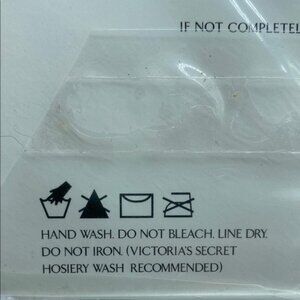 IF NOT COMPLETEL
HAND WASH. DO NOT BLEACH. LINE DRY.
DO NOT IRON. (VICTORIA'S SECRET
HOSIERY WASH RECOMMENDED)